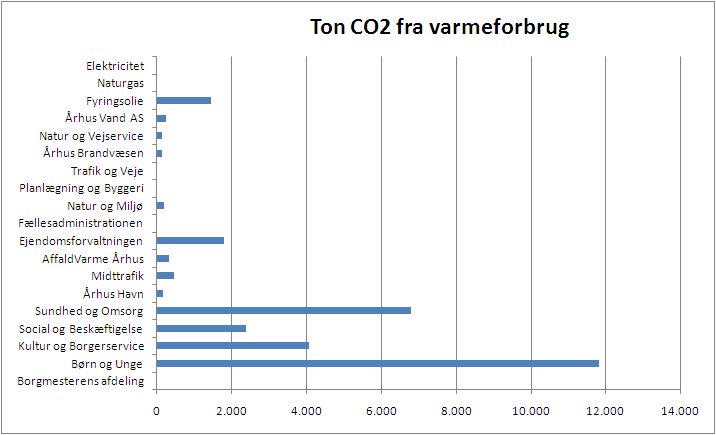 Ton CO2 fra varmeforbrug
Elektricitet
Naturgas
Fyringsolie
Århus Vand AS
Natur og Vejservice
Århus Brandvæsen
Trafik og Veje
Planlægning og Byggeri
Natur og Miljø
Fællesadministrationen
Ejendomsforvaltningen
AffaldVarme Århus
Midttrafik
Århus Havn
Sundhed og Omsorg
Social og Beskæftigelse
Kultur og Borgerservice
Børn og Unge
Borgmesterens afdeling
0 2.000 4.000 6.000 8.000 10.000 12.000 14.000